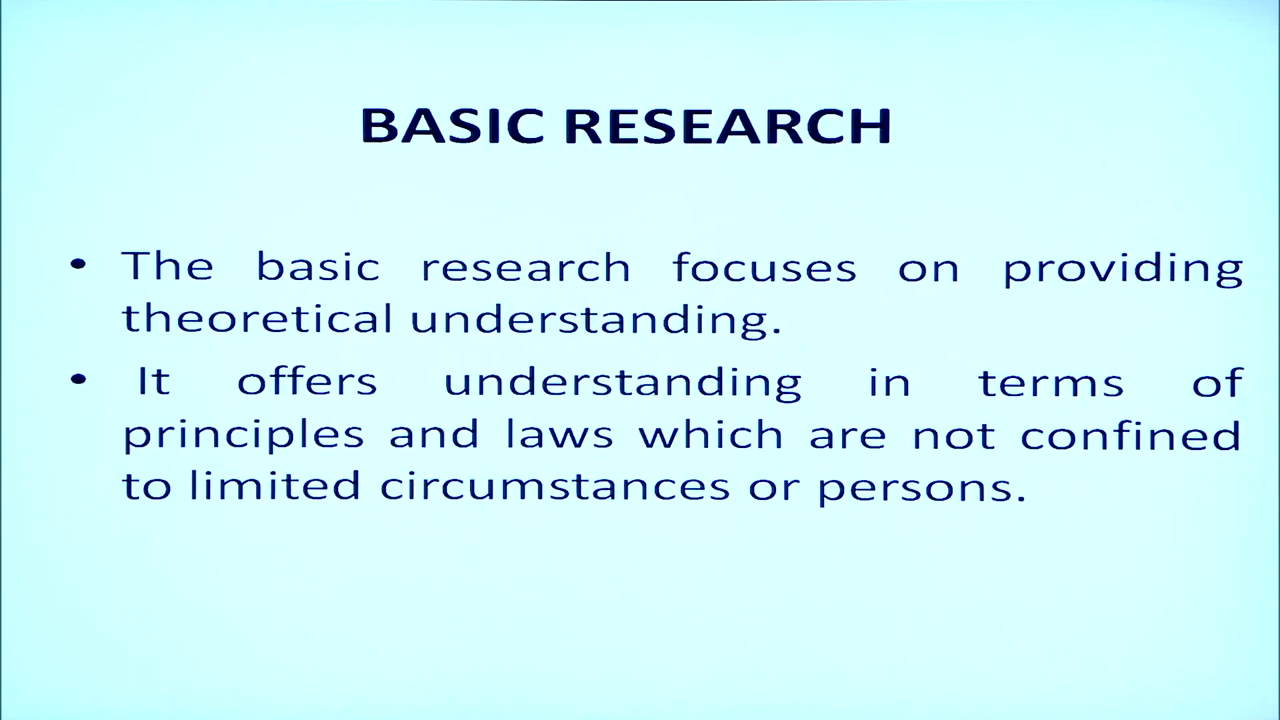 BASIC RESEARCH
• The basic research focuses on providing
theoretical understanding.
• It offers understanding in terms of
principles and laws which are not confined
to limited circumstances or persons.